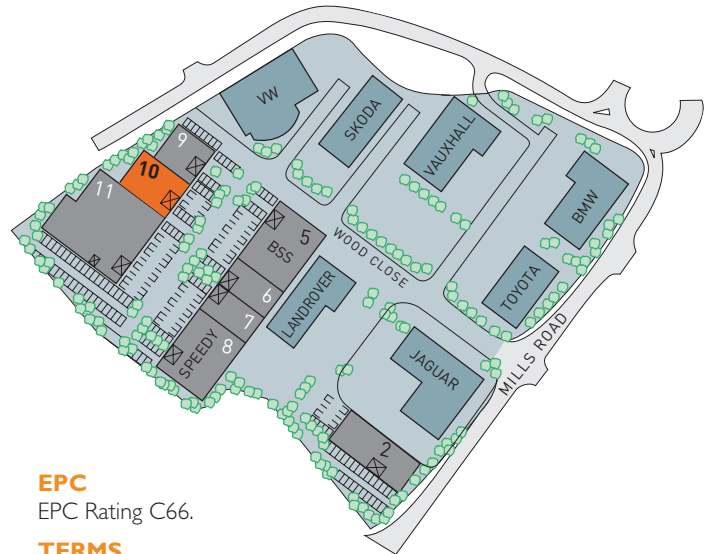 VW
SKODA
VAUXHALL
BMW
TOYOTA
9
10
11
5
BSS
6
7
8
SPEEDY
WOOD CLOSE
LANDROVER
JAGUAR
MILLS ROAD
2
EPC
EPC Rating C66.
TERMS